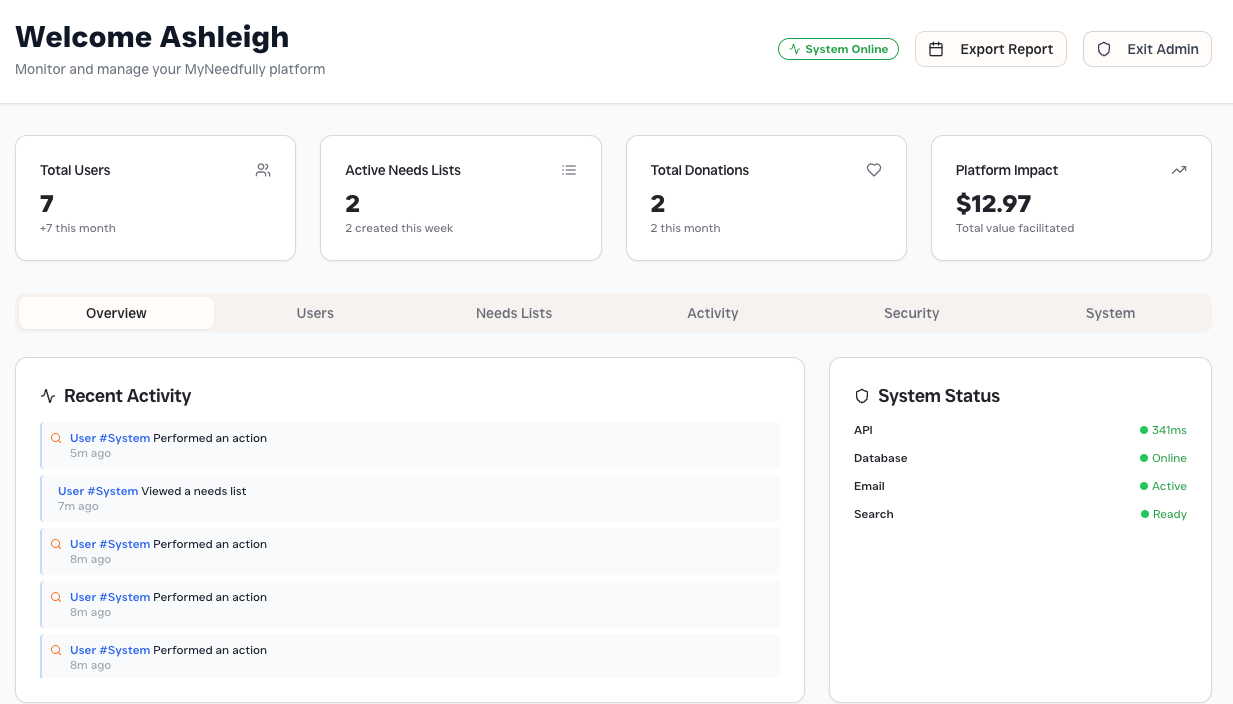 Welcome Ashleigh
Monitor and manage your MyNeedfully platform
System Online
Export Report
Exit Admin
Total Users
7
+7 this month
Active Needs Lists
2
2 created this week
Total Donations
2
2 this month
Platform Impact
$12.97
Total value facilitated
Overview
Users
Needs Lists
Activity
Security
System
Recent Activity
User #System Performed an action
5m ago
User #System Viewed a needs list
7m ago
User #System Performed an action
8m ago
User #System Performed an action
8m ago
User #System Performed an action
8m ago
System Status
API 341ms
Database Online
Email Active
Search Ready